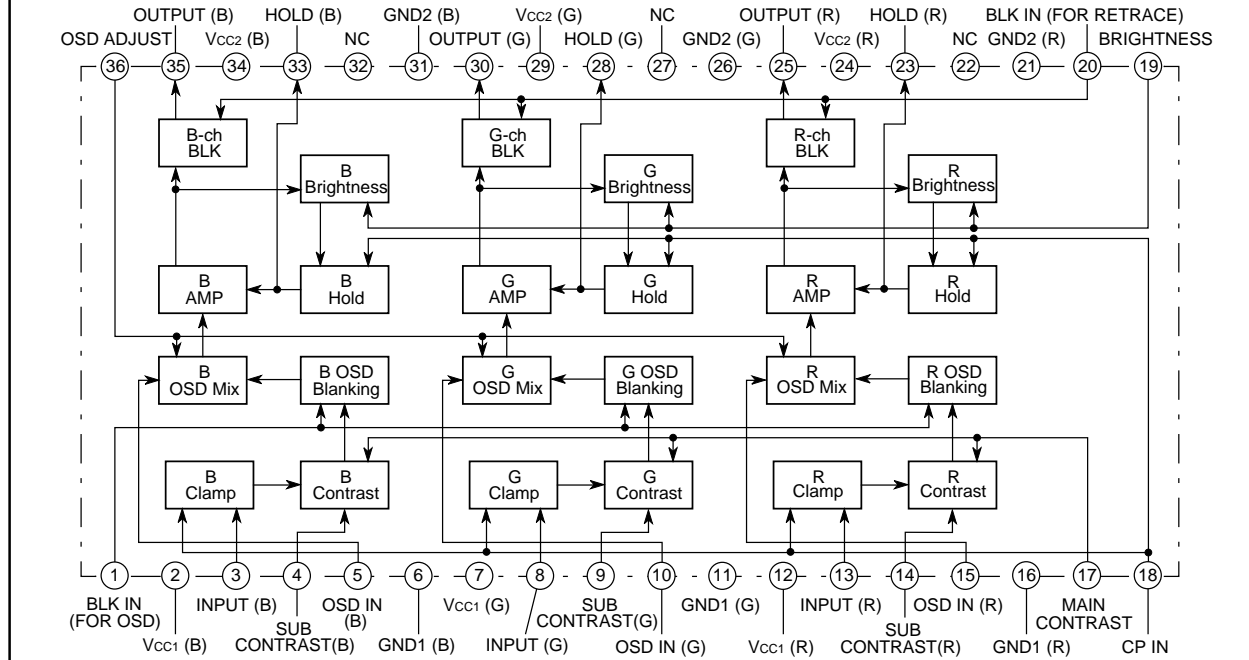 OUTPUT (B) HOLD (B) GND2 (B) VCC2 (G) NC OUTPUT (R) HOLD (R) BLK IN (FOR RETRACE)
OSD ADJUST VCC2 (B) NC OUTPUT (G) HOLD (G) GND2 (G) VCC2 (R) NC GND2 (R) BRIGHTNESS
36 35 34 33 32 31 30 29 28 27 26 25 24 23 22 21 20 19
B-ch
BLK
G-ch
BLK
R-ch
BLK
B
Brightness
G
Brightness
R
Brightness
B
AMP
B
Hold
G
AMP
G
Hold
R
AMP
R
Hold
B
OSD Mix
B OSD
Blanking
G
OSD Mix
G OSD
Blanking
R
OSD Mix
R OSD
Blanking
B
Clamp
B
Contrast
G
Clamp
G
Contrast
R
Clamp
R
Contrast
1 2 3 4 5 6 7 8 9 10 11 12 13 14 15 16 17 18
BLK IN
(FOR OSD)
VCC1 (B)
INPUT (B)
SUB
CONTRAST(B)
OSD IN
(B)
GND1 (B)
VCC1 (G)
INPUT (G)
SUB
CONTRAST(G)
OSD IN (G)
GND1 (G)
VCC1 (R)
INPUT (R)
SUB
CONTRAST(R)
OSD IN (R)
GND1 (R)
MAIN
CONTRAST
CP IN